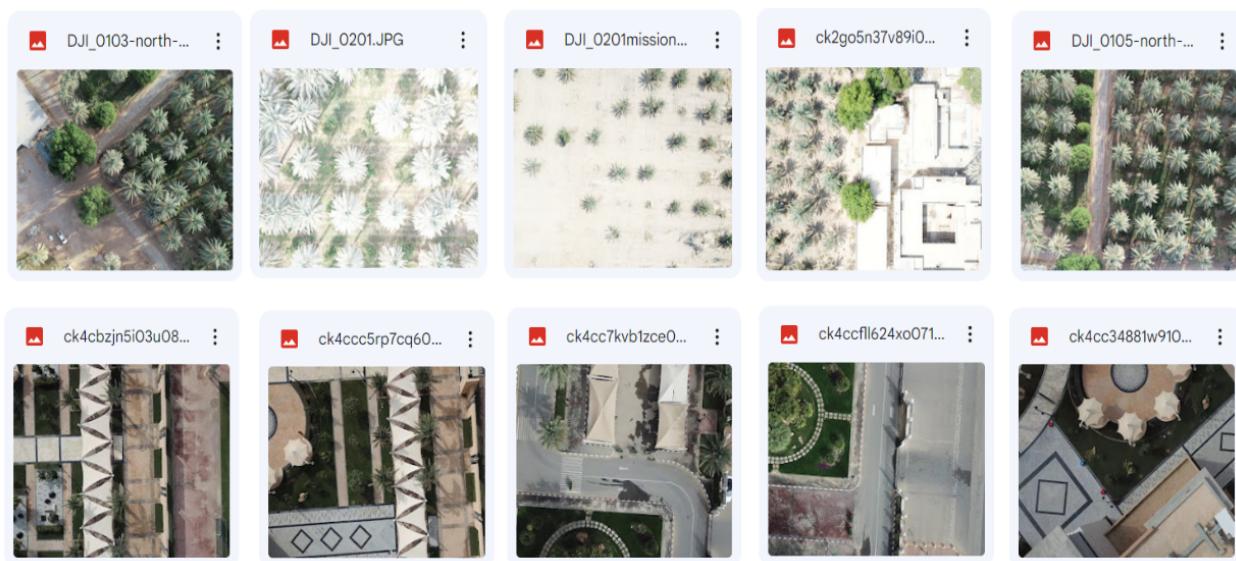 DJI_0103-north-...
DJI_0201.JPG
DJI_0201mission...
ck2go5n37v89i0...
DJI_0105-north-...
ck4cbzjn5i03u08...
ck4ccc5rp7cq60...
ck4cc7kvb1zce0...
ck4ccfll624xo071...
ck4cc34881w910...